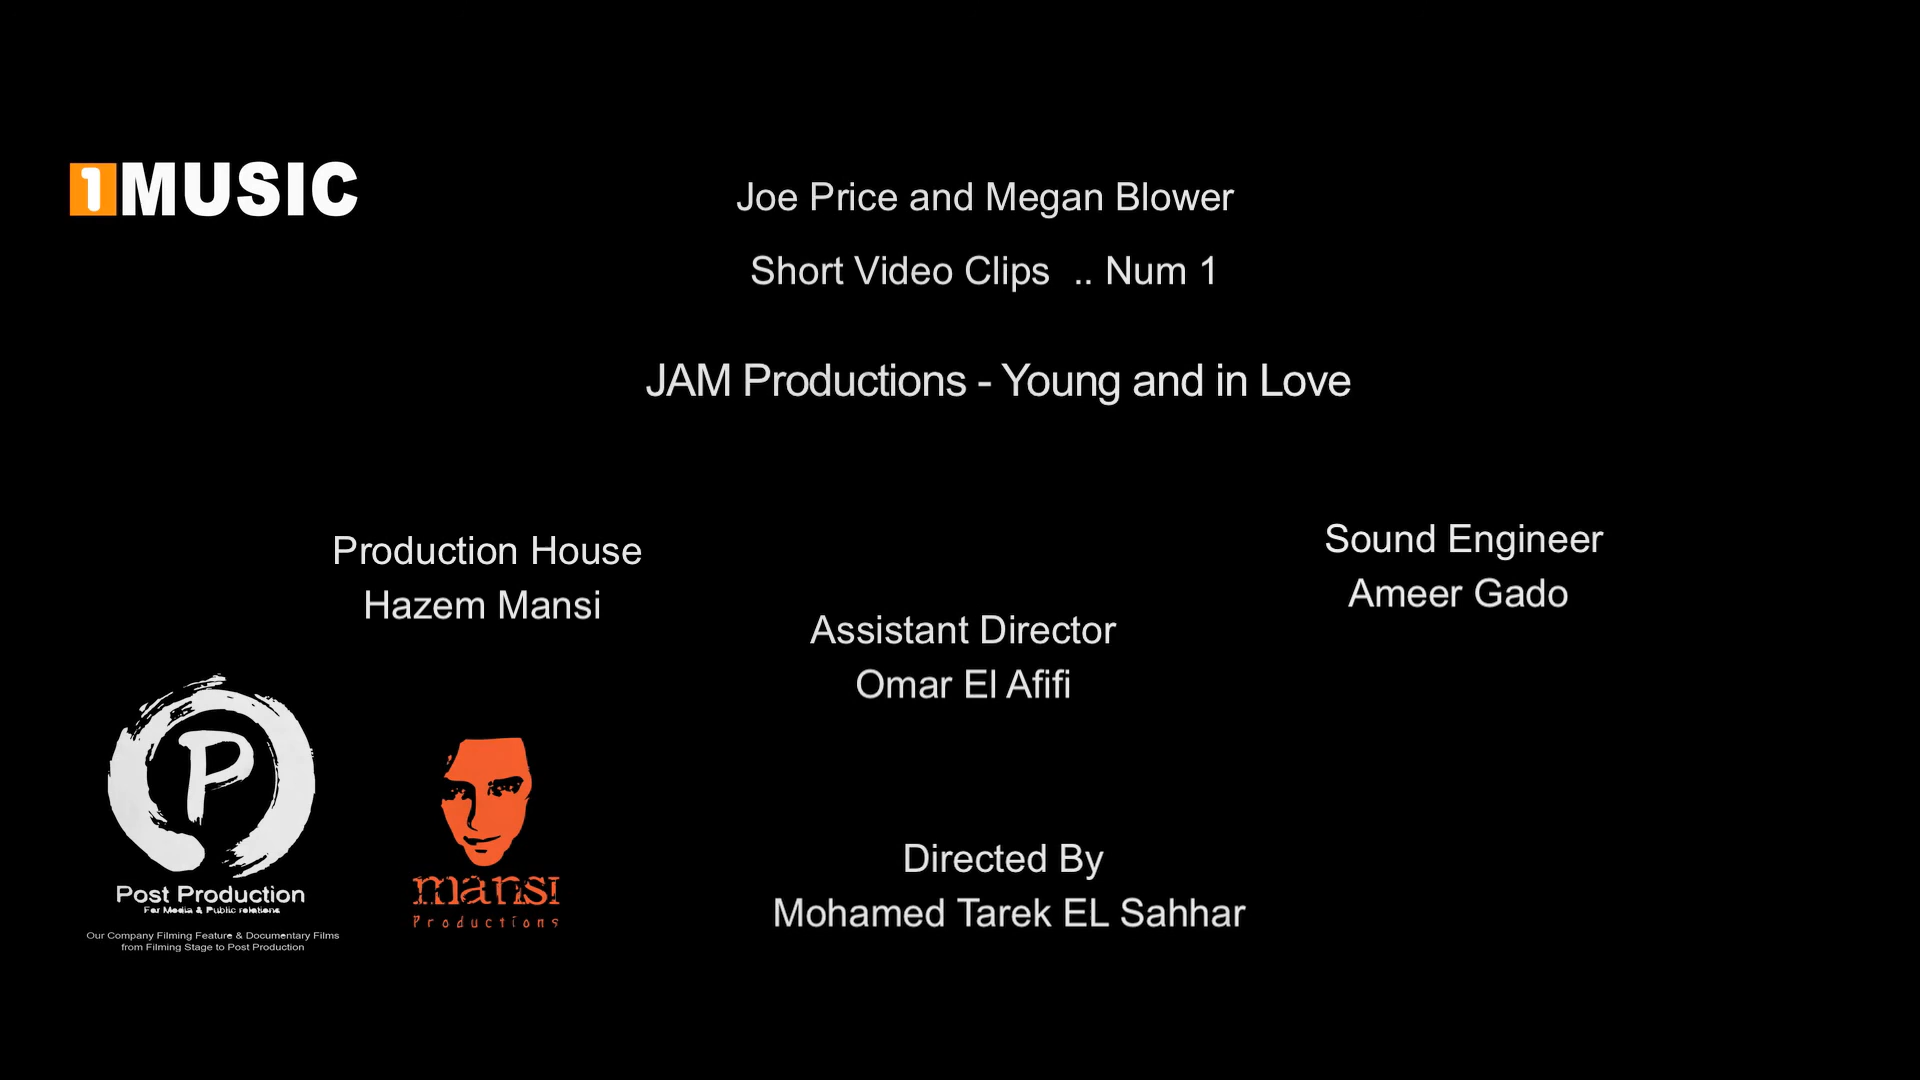 1MUSIC
Joe Price and Megan Blower
Short Video Clips .. Num 1
JAM Productions - Young and in Love
Production House
Hazem Mansi
Sound Engineer
Ameer Gado
Assistant Director
Omar El Afifi
P
Post Production
For Media & Public relations
Our Company Filming Feature & Documentary Films
from Filming Stage to Post Production
mansi
Productions
Directed By
Mohamed Tarek EL Sahhar